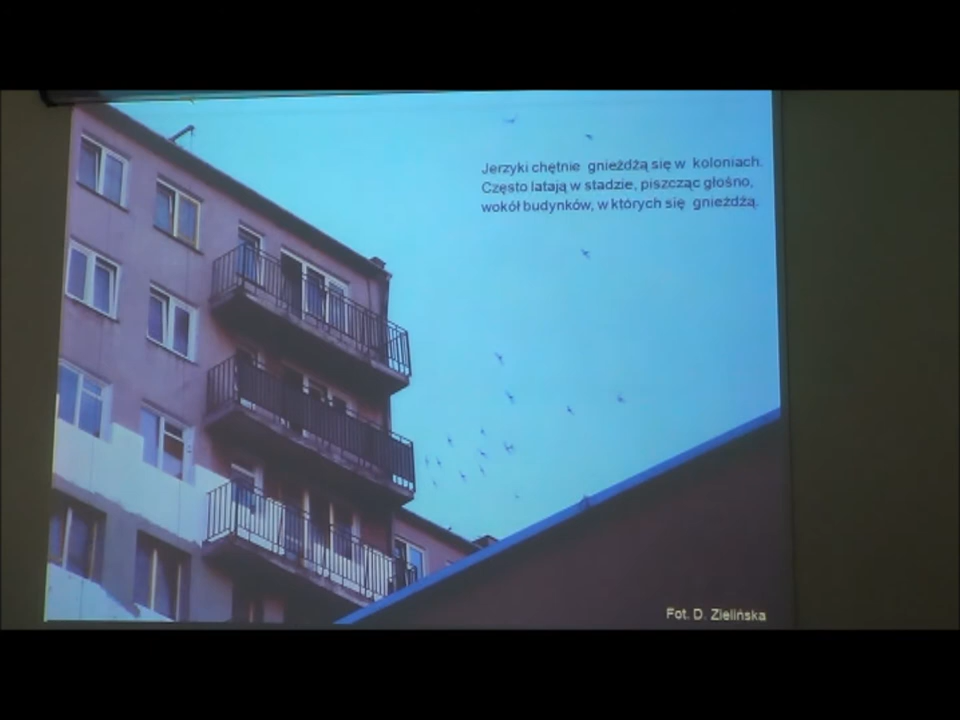 Jerzyki chętnie gnieżdżą się w koloniach.
Często latają w stadzie, piszcząc głośno,
wokół budynków, w których się gnieżdżą.
Fot. D. Zielińska